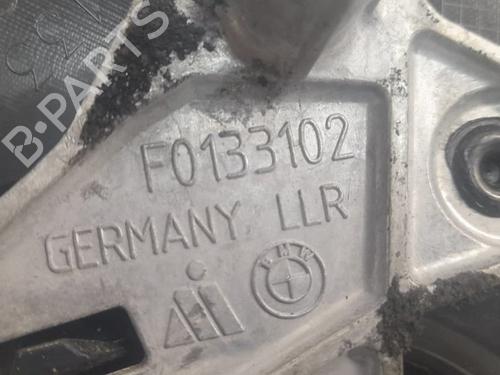 B-PARTS
F0133102
GERMANY LLR
BMW